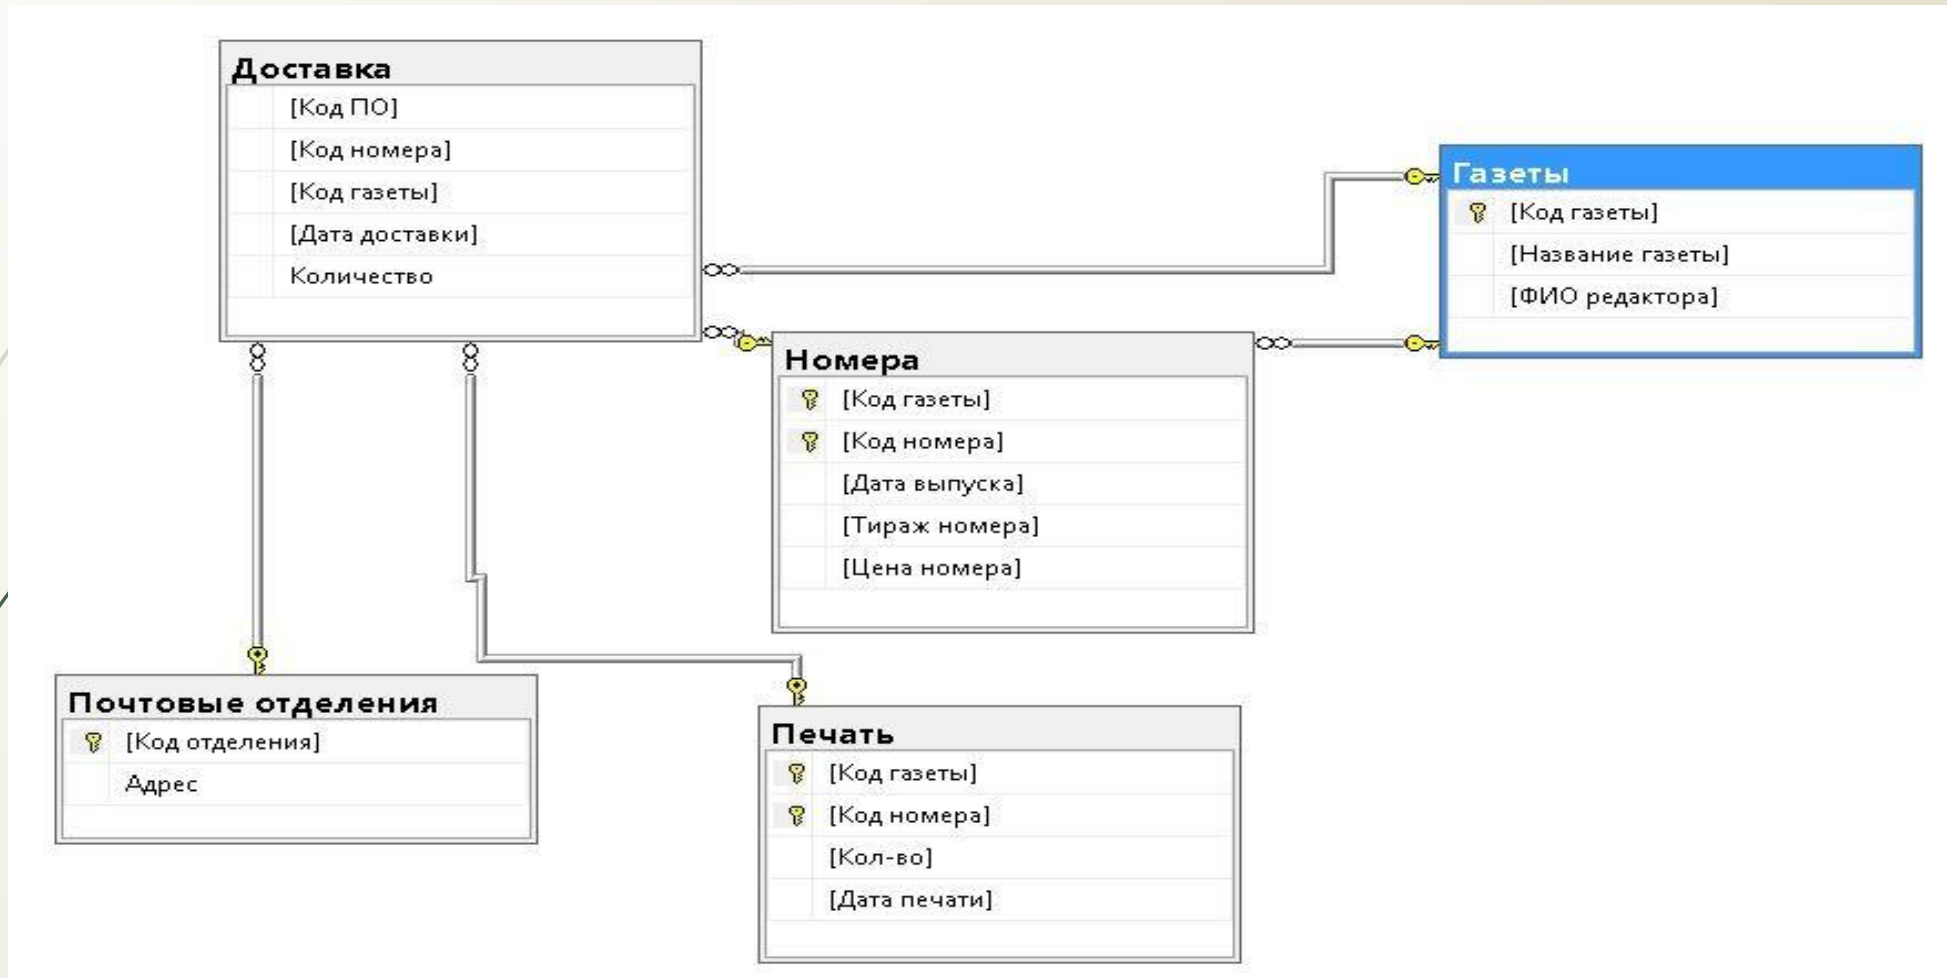 Доставка
[Код ПО]
[Код номера]
[Код газеты]
[Дата доставки]
Количество
Газеты
[Код газеты]
[Название газеты]
[ФИО редактора]
Номера
[Код газеты]
[Код номера]
[Дата выпуска]
[Тираж номера]
[Цена номера]
Почтовые отделения
[Код отделения]
Адрес
Печать
[Код газеты]
[Код номера]
[Кол-во]
[Дата печати]